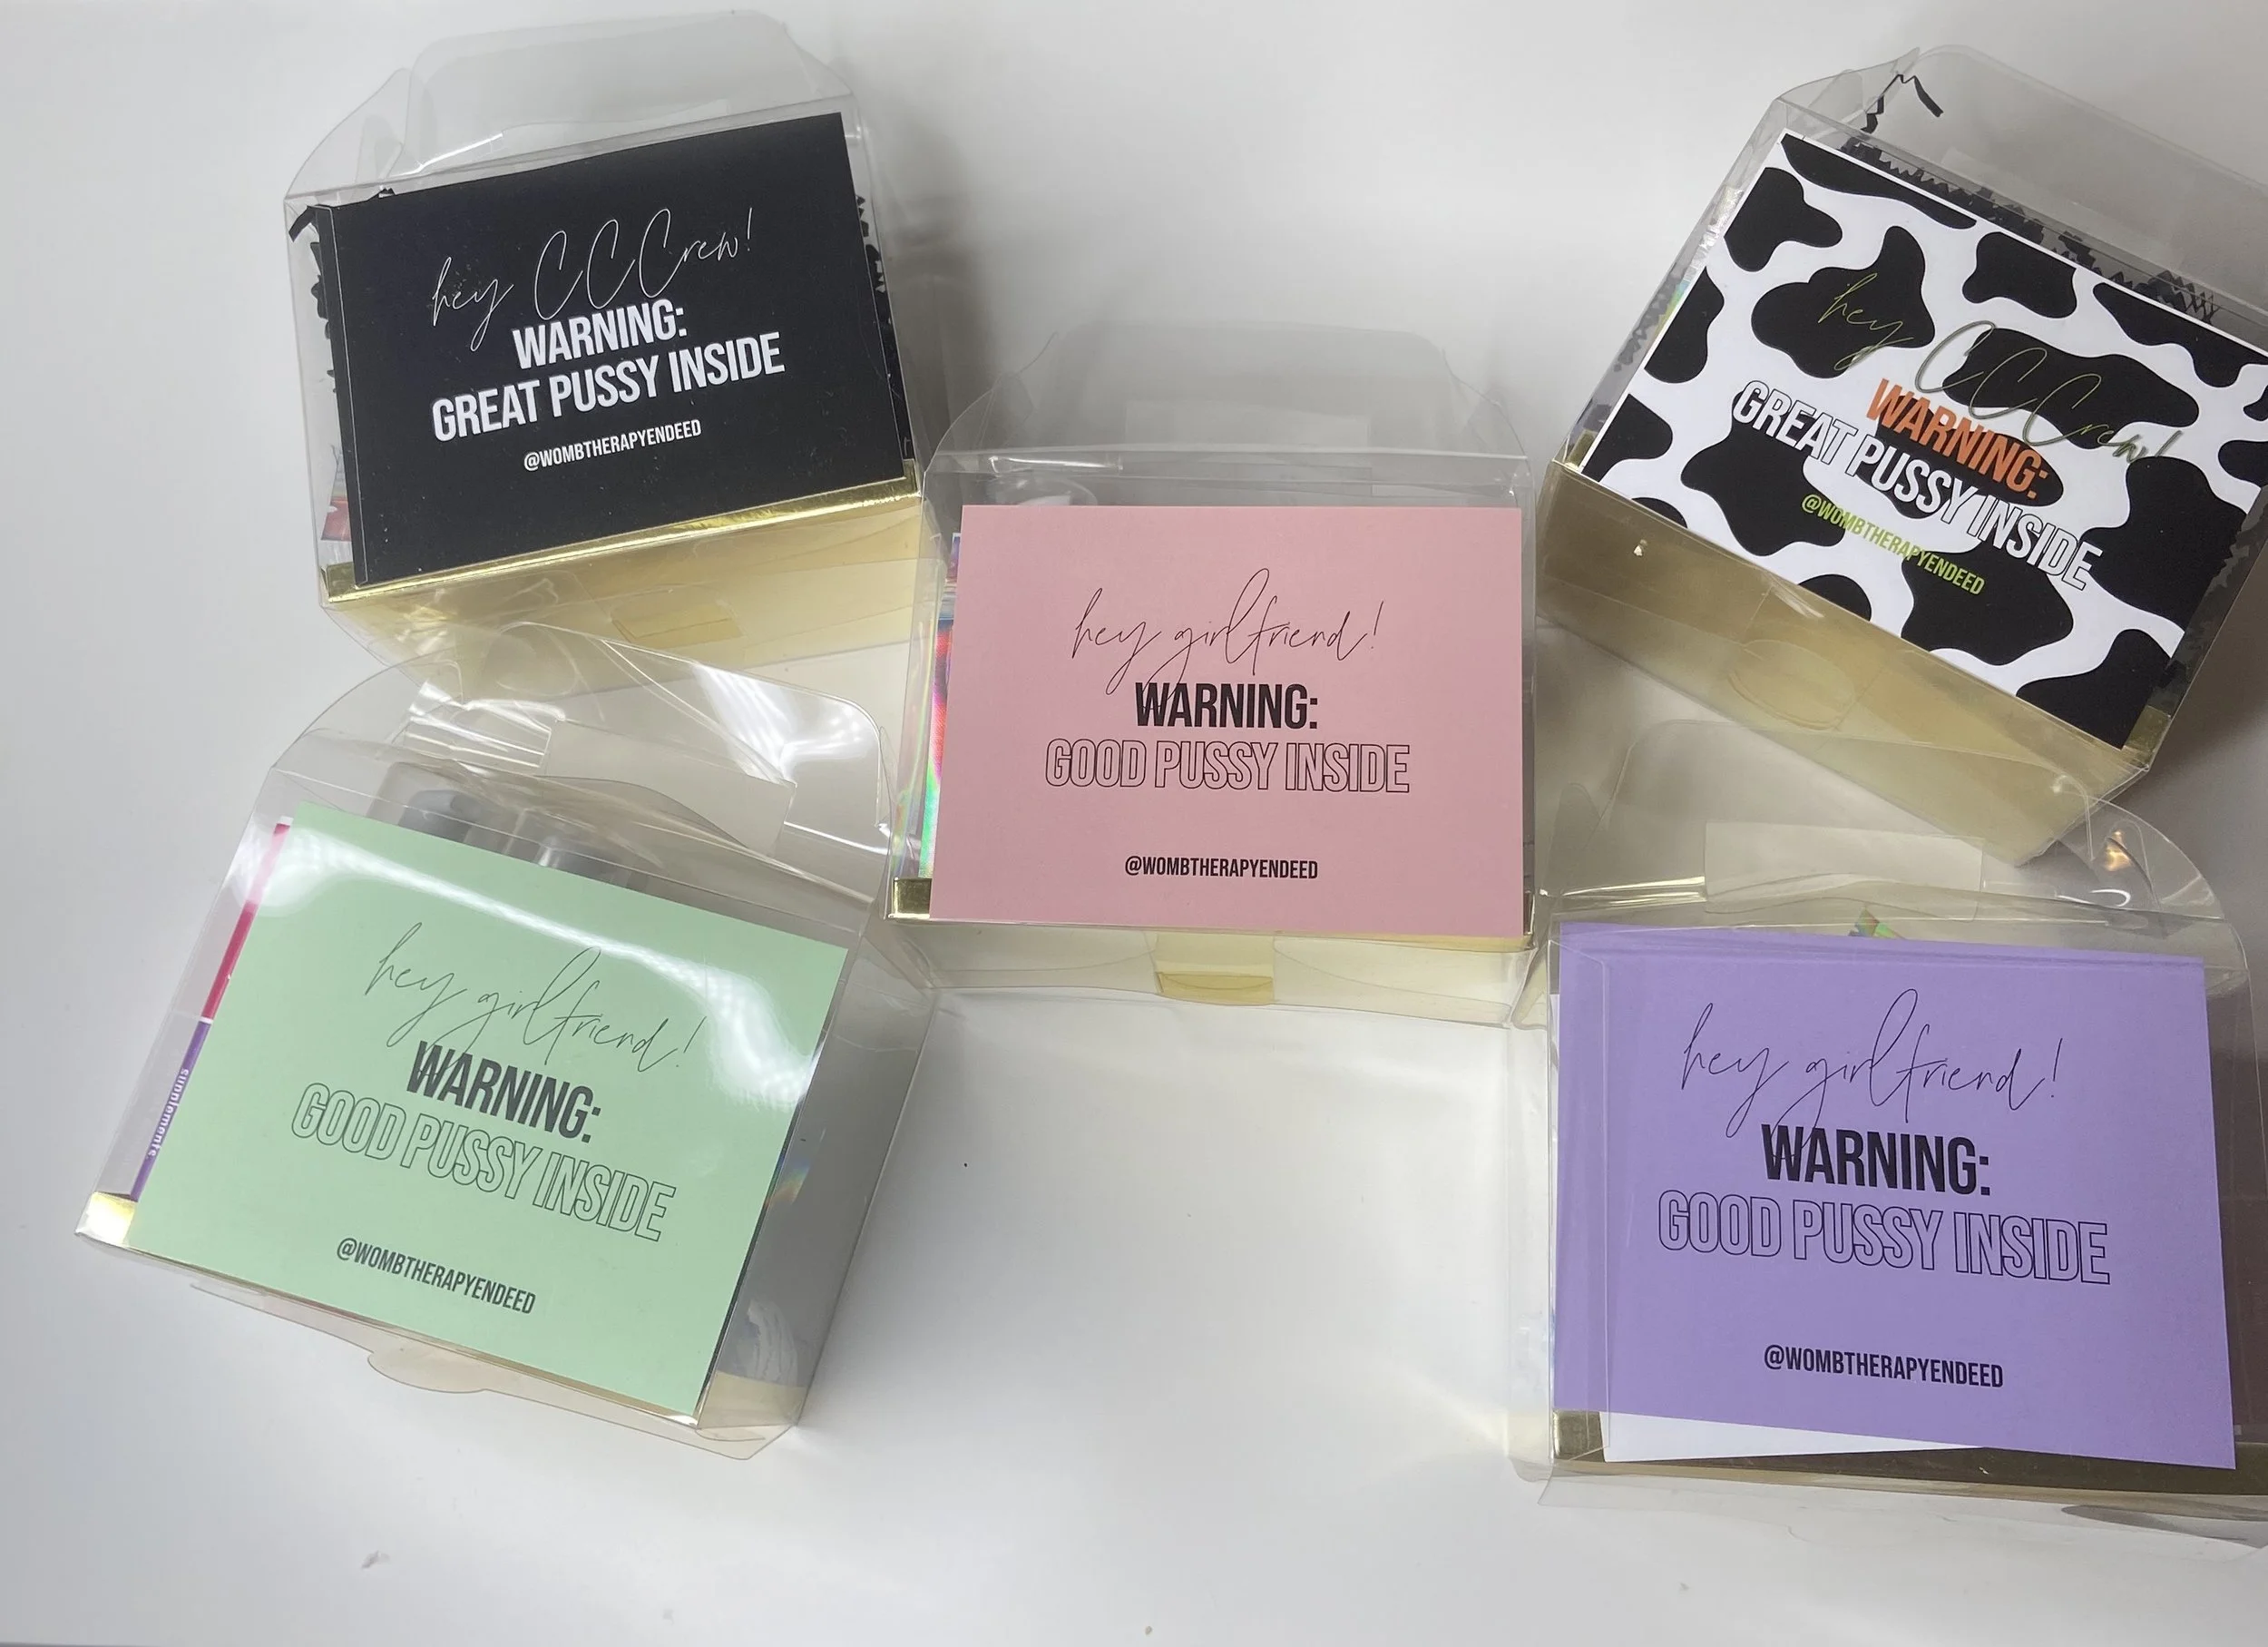 hey CCCrew!
WARNING:
GREAT PUSSY INSIDE
@WOMBTHERAPYENDEED
hey CCCrew!
WARNING:
GREAT PUSSY INSIDE
@WOMBTHERAPYENDEED
hey girlfriend!
WARNING:
GOOD PUSSY INSIDE
@WOMBTHERAPYENDEED
hey girlfriend!
WARNING:
GOOD PUSSY INSIDE
@WOMBTHERAPYENDEED
supplements
hey girlfriend!
WARNING:
GOOD PUSSY INSIDE
@WOMBTHERAPYENDEED